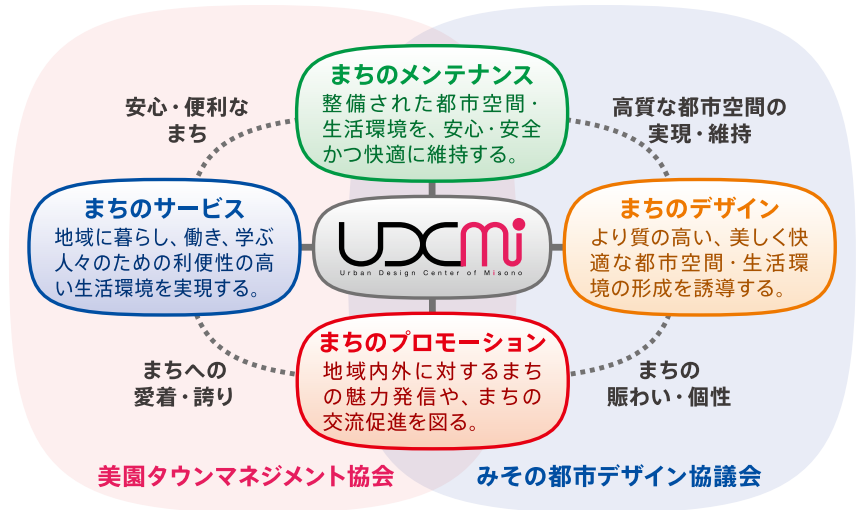 まちのメンテナンス
整備された都市空間・
生活環境を、安心・安全
かつ快適に維持する。
安心・便利な
まち
高質な都市空間の
実現・維持
まちのサービス
地域に暮らし、働き、学ぶ
人々のための利便性の高
い生活環境を実現する。
UDCMi
Urban Design Center of Misono
まちのデザイン
より質の高い、美しく快
適な都市空間・生活環
境の形成を誘導する。
まちのプロモーション
地域内外に対するまち
の魅力発信や、まちの
交流促進を図る。
まちへの
愛着・誇り
まちの
賑わい・個性
美園タウンマネジメント協会
みその都市デザイン協議会